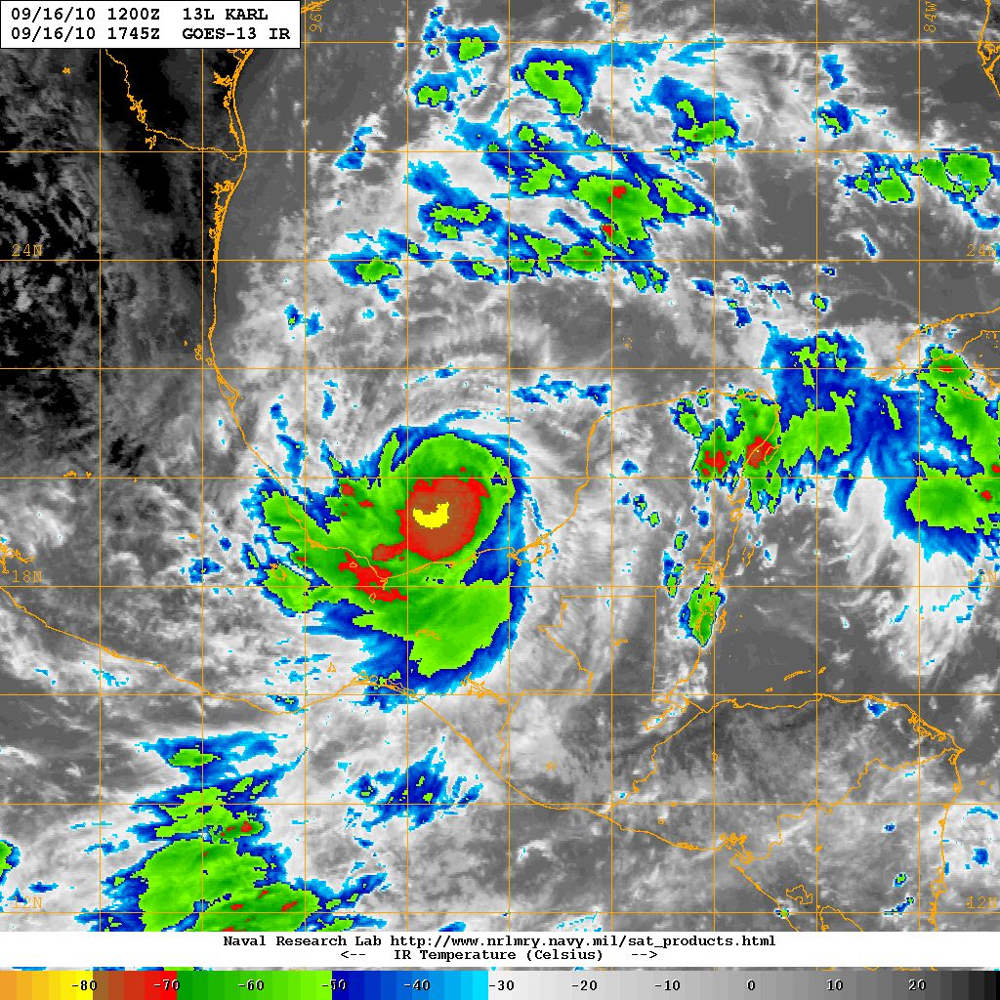 09/16/10 1200Z 13L KARL
09/16/10 1745Z GOES-13 IR
96W
84W
24N
24N
18N
12N
12N
Naval Research Lab http://www.nrlmry.navy.mil/sat_products.html
<-- IR Temperature (Celsius) -->
-80 -70 -60 -50 -40 -30 -20 -10 0 10 20